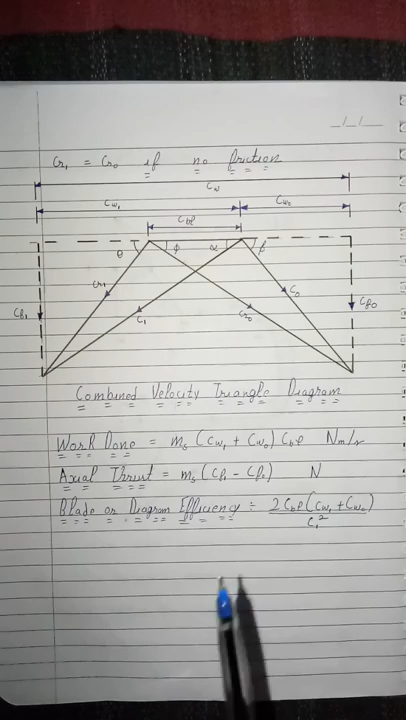 _/_/_
Cr₁ = Cr₀ if no friction
Cw
Cw₁ Cw₀
Cbl
θ φ α β
Cf₁ Cr₁ C₁ Cr₀ C₀ Cf₀
Combined Velocity Triangle Diagram
Work Done = ṁs (Cw₁ + Cw₀) Cbl Nm/s
Axial Thrust = ṁs (Cf₁ - Cf₀) N
Blade or Diagram Efficiency = 2 Cbl (Cw₁ + Cw₀)
C₁²